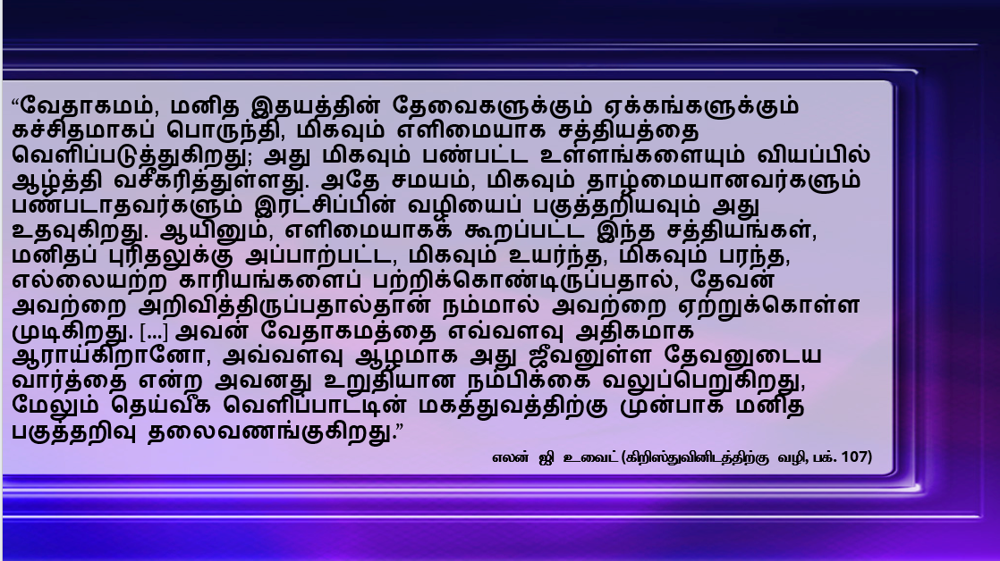 “வேதாகமம், மனித இதயத்தின் தேவைகளுக்கும் ஏக்கங்களுக்கும்
கச்சிதமாகப் பொருந்தி, மிகவும் எளிமையாக சத்தியத்தை
வெளிப்படுத்துகிறது; அது மிகவும் பண்பட்ட உள்ளங்களையும் வியப்பில்
ஆழ்த்தி வசீகரித்துள்ளது. அதே சமயம், மிகவும் தாழ்மையானவர்களும்
பண்படாதவர்களும் இரட்சிப்பின் வழியைப் பகுத்தறியவும் அது
உதவுகிறது. ஆயினும், எளிமையாகக் கூறப்பட்ட இந்த சத்தியங்கள்,
மனிதப் புரிதலுக்கு அப்பாற்பட்ட, மிகவும் உயர்ந்த, மிகவும் பரந்த,
எல்லையற்ற காரியங்களைப் பற்றிக்கொண்டிருப்பதால், தேவன்
அவற்றை அறிவித்திருப்பதால்தான் நம்மால் அவற்றை ஏற்றுக்கொள்ள
முடிகிறது. [...] அவன் வேதாகமத்தை எவ்வளவு அதிகமாக
ஆராய்கிறானோ, அவ்வளவு ஆழமாக அது ஜீவனுள்ள தேவனுடைய
வார்த்தை என்ற அவனது உறுதியான நம்பிக்கை வலுப்பெறுகிறது,
மேலும் தெய்வீக வெளிப்பாட்டின் மகத்துவத்திற்கு முன்பாக மனித
பகுத்தறிவு தலைவணங்குகிறது.”
எலன் ஜி உவைட் (கிறிஸ்துவினிடத்திற்கு வழி, பக். 107)